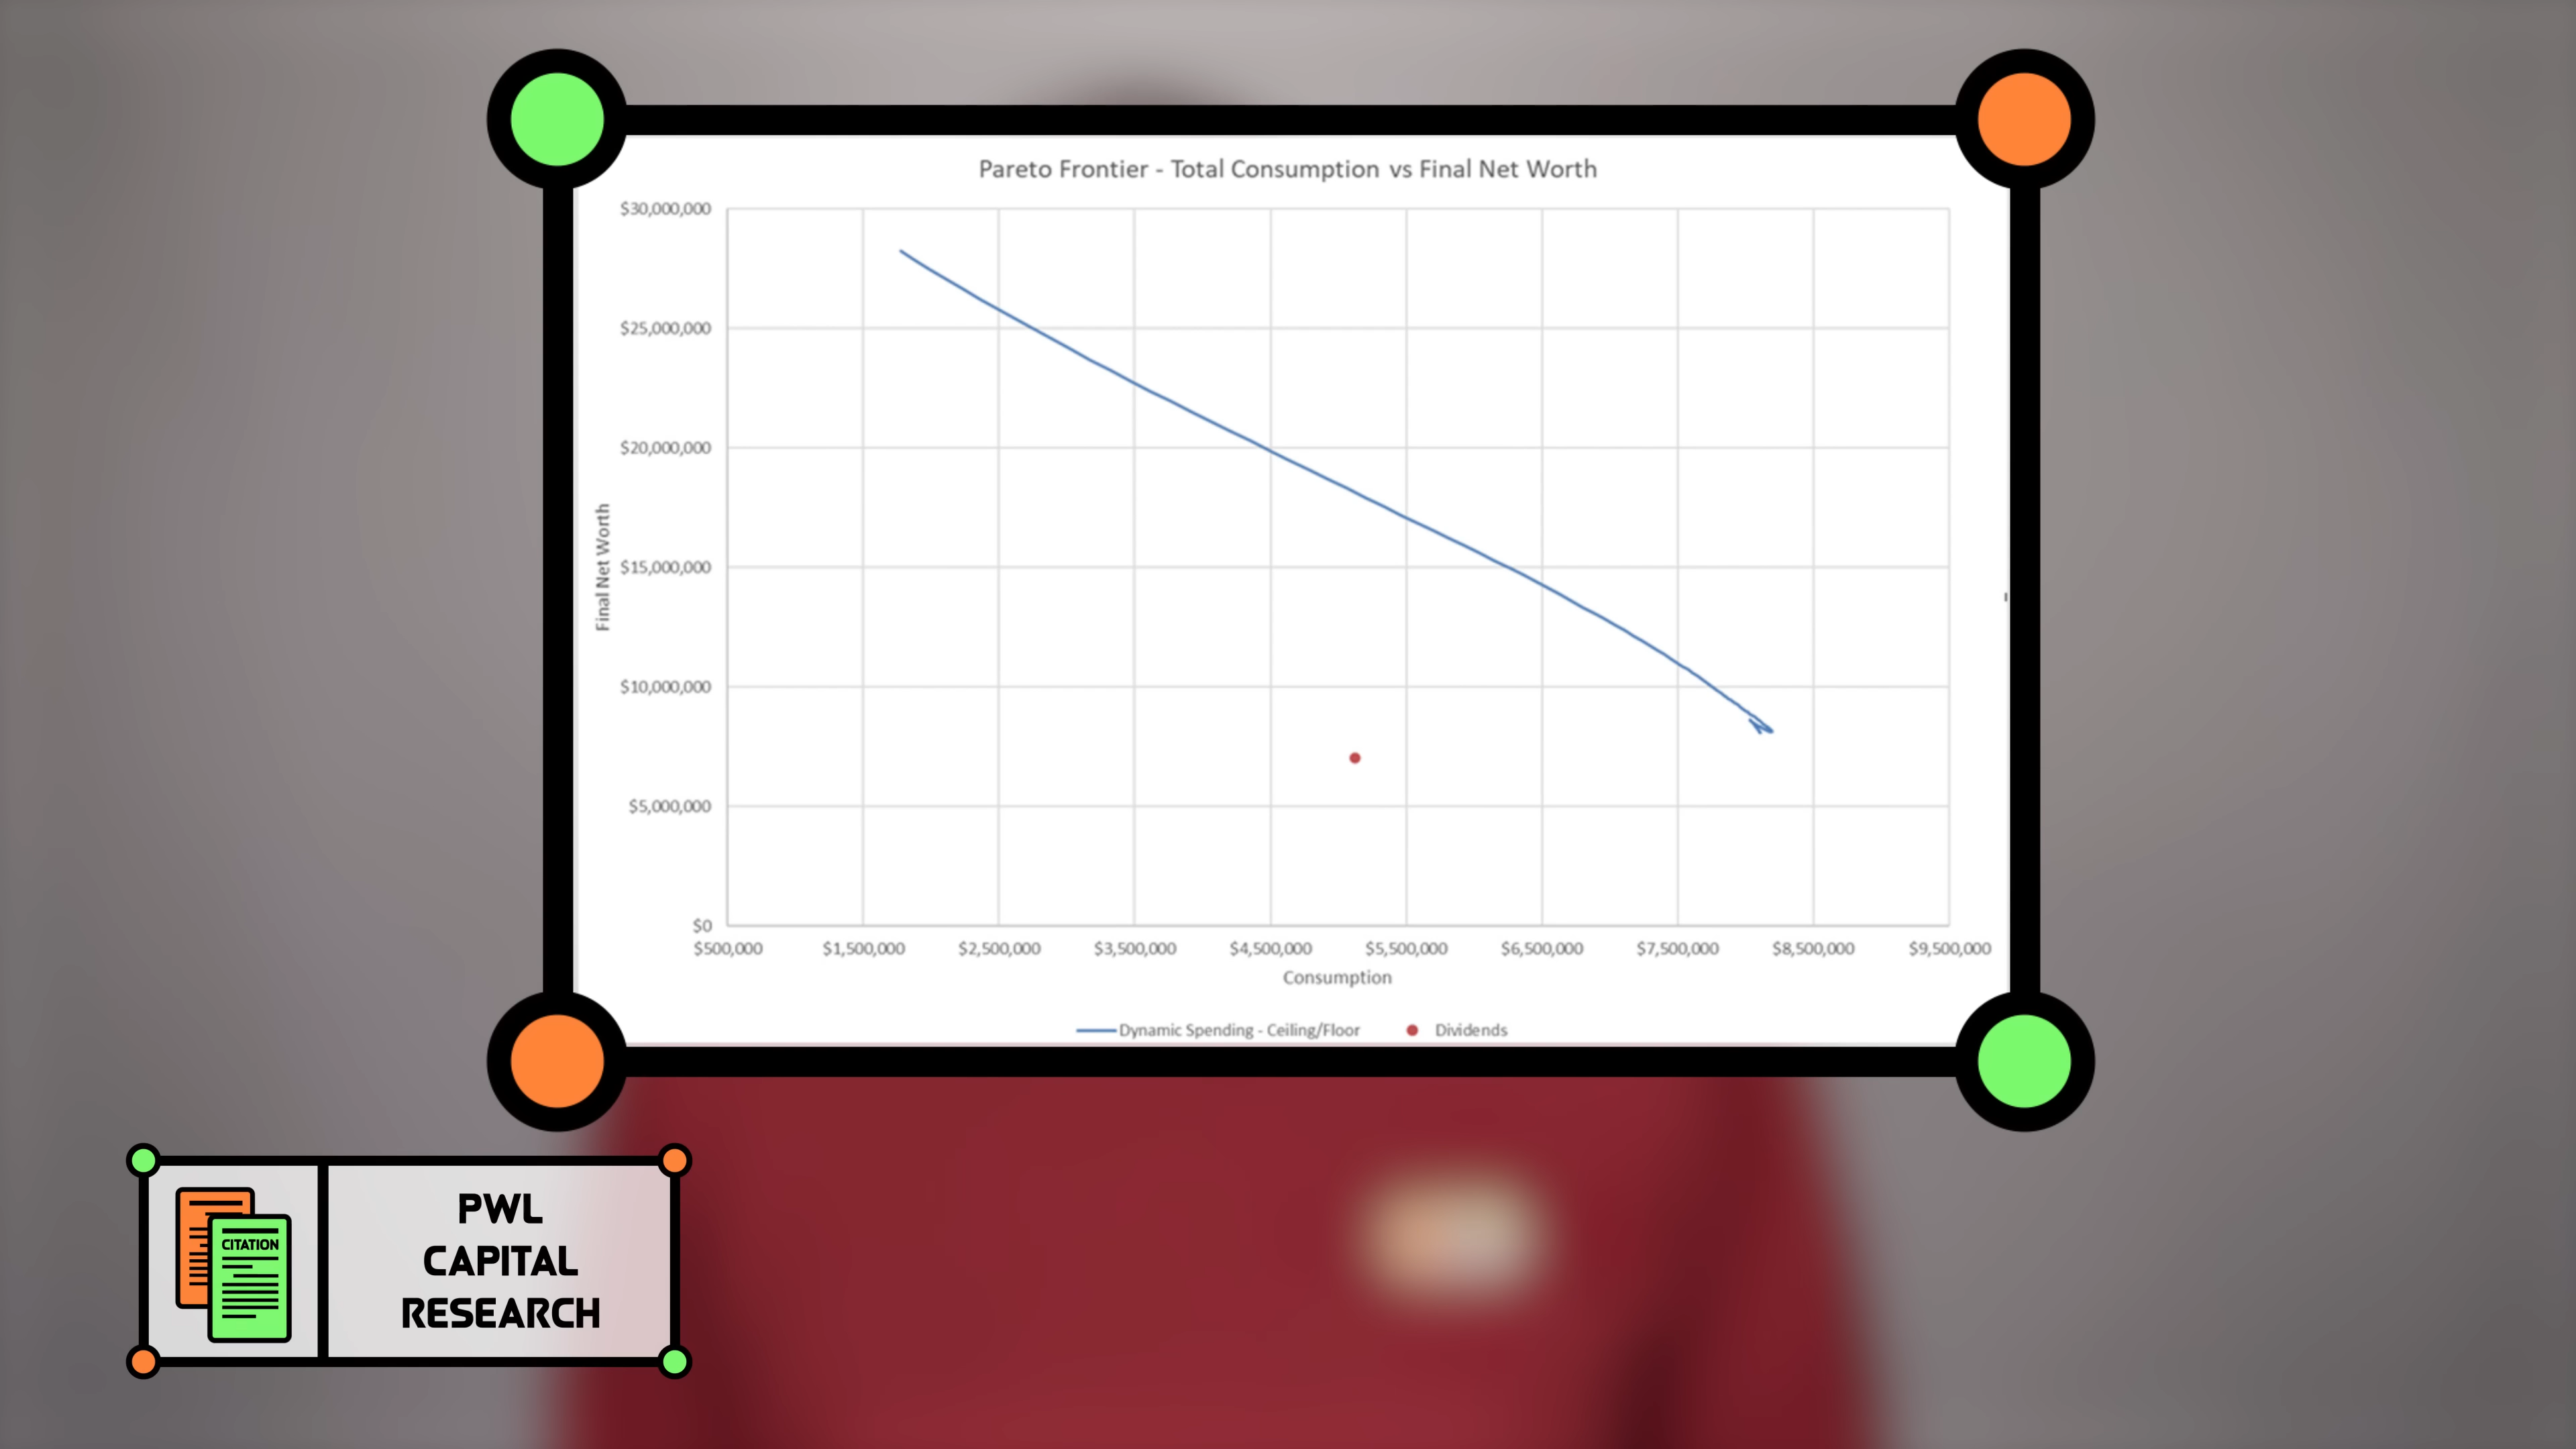 Pareto Frontier - Total Consumption vs Final Net Worth
$30,000,000
$25,000,000
$20,000,000
$15,000,000
$10,000,000
$5,000,000
$0
Final Net Worth
$500,000 $1,500,000 $2,500,000 $3,500,000 $4,500,000 $5,500,000 $6,500,000 $7,500,000 $8,500,000 $9,500,000
Consumption
Dynamic Spending - Ceiling/Floor Dividends
CITATION
PWL
CAPITAL
RESEARCH